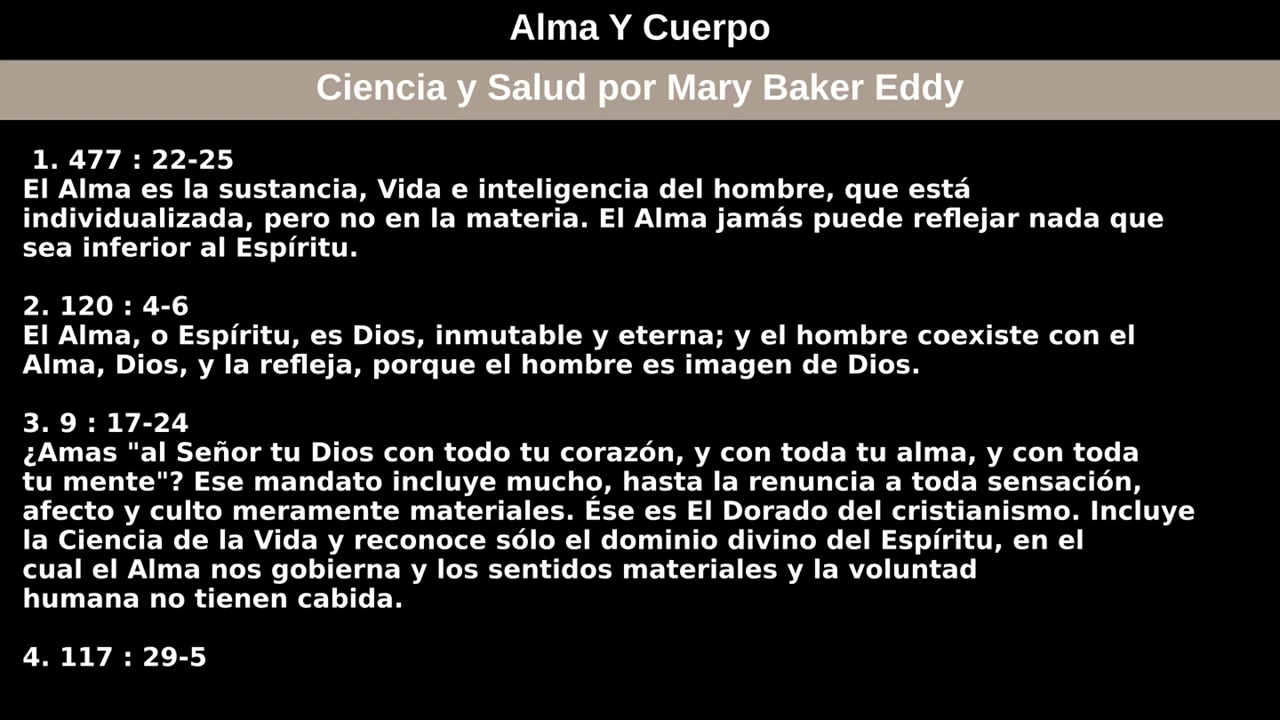 Alma Y Cuerpo
Ciencia y Salud por Mary Baker Eddy
1. 477 : 22-25
El Alma es la sustancia, Vida e inteligencia del hombre, que está
individualizada, pero no en la materia. El Alma jamás puede reflejar nada que
sea inferior al Espíritu.
2. 120 : 4-6
El Alma, o Espíritu, es Dios, inmutable y eterna; y el hombre coexiste con el
Alma, Dios, y la refleja, porque el hombre es imagen de Dios.
3. 9 : 17-24
¿Amas "al Señor tu Dios con todo tu corazón, y con toda tu alma, y con toda
tu mente"? Ese mandato incluye mucho, hasta la renuncia a toda sensación,
afecto y culto meramente materiales. Ése es El Dorado del cristianismo. Incluye
la Ciencia de la Vida y reconoce sólo el dominio divino del Espíritu, en el
cual el Alma nos gobierna y los sentidos materiales y la voluntad
humana no tienen cabida.
4. 117 : 29-5